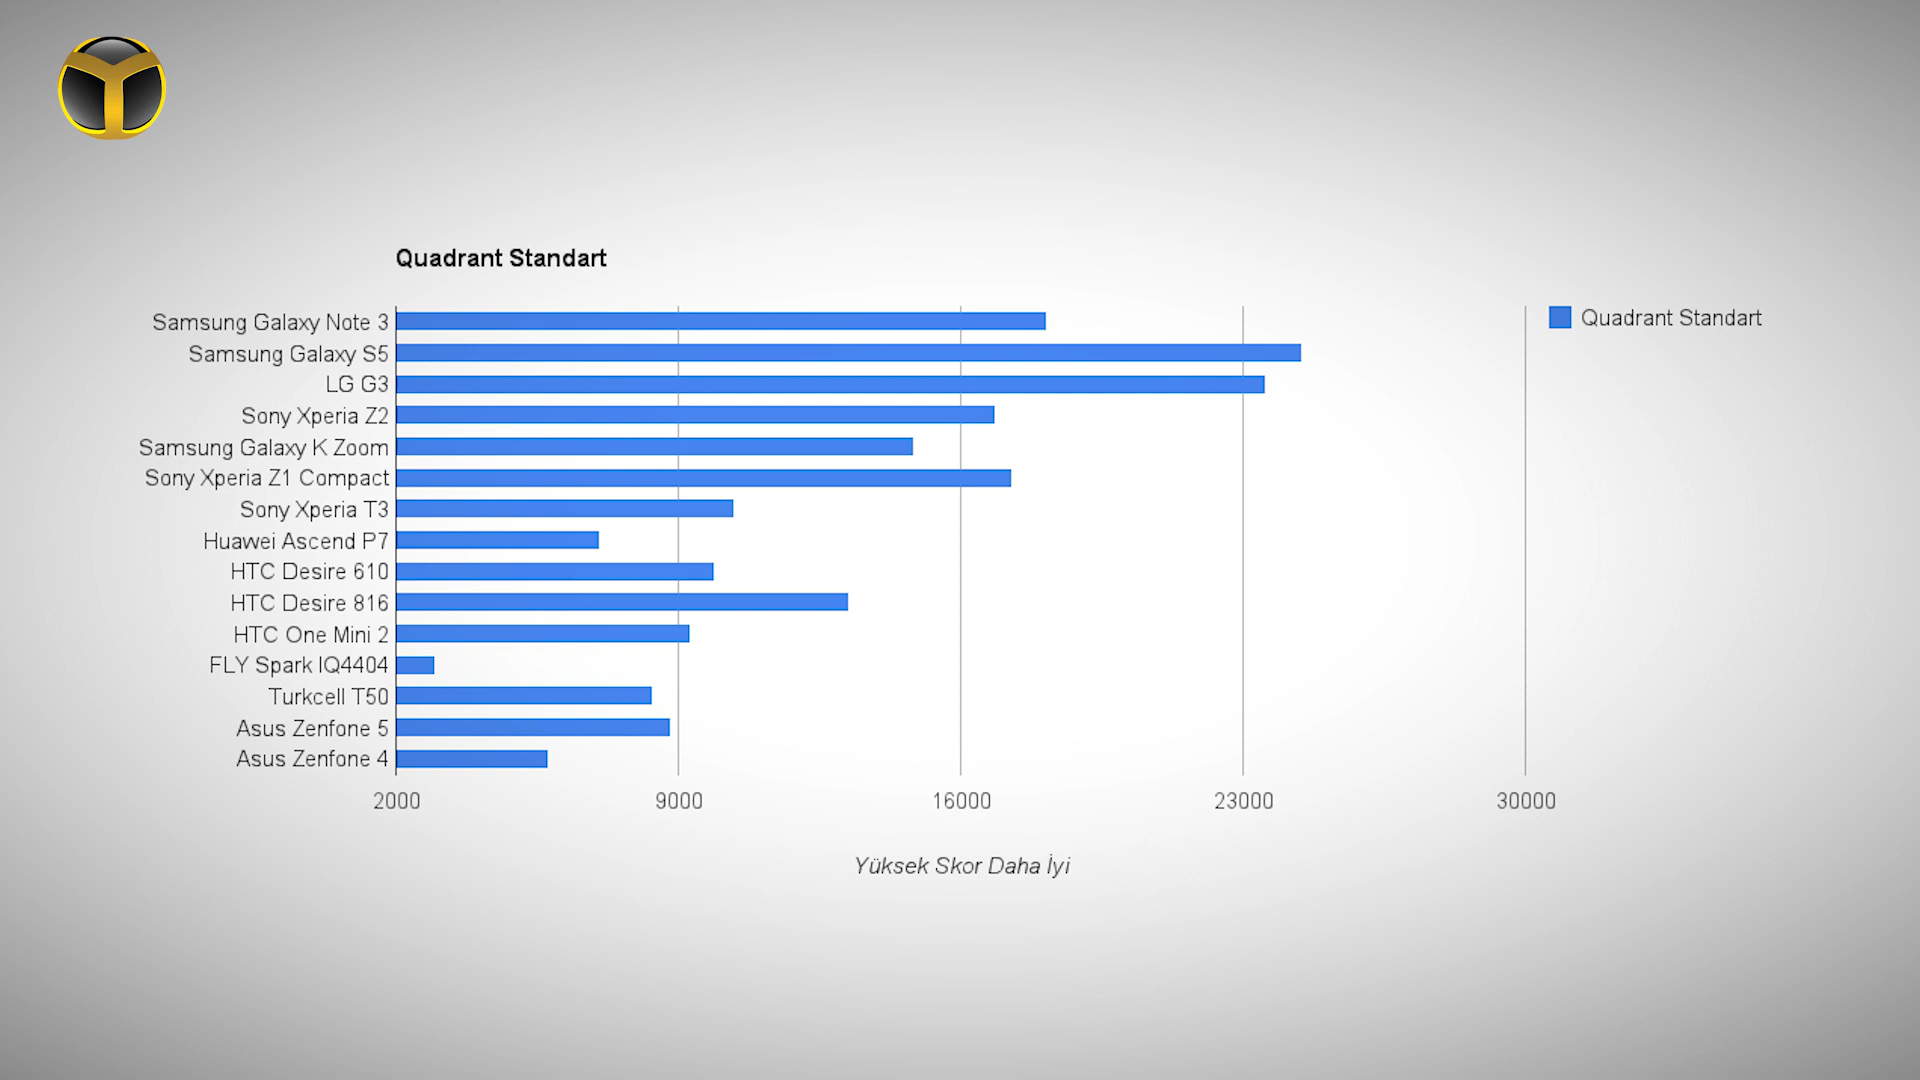 Quadrant Standart
Quadrant Standart
Samsung Galaxy Note 3
Samsung Galaxy S5
LG G3
Sony Xperia Z2
Samsung Galaxy K Zoom
Sony Xperia Z1 Compact
Sony Xperia T3
Huawei Ascend P7
HTC Desire 610
HTC Desire 816
HTC One Mini 2
FLY Spark IQ4404
Turkcell T50
Asus Zenfone 5
Asus Zenfone 4
2000 9000 16000 23000 30000
Yüksek Skor Daha İyi